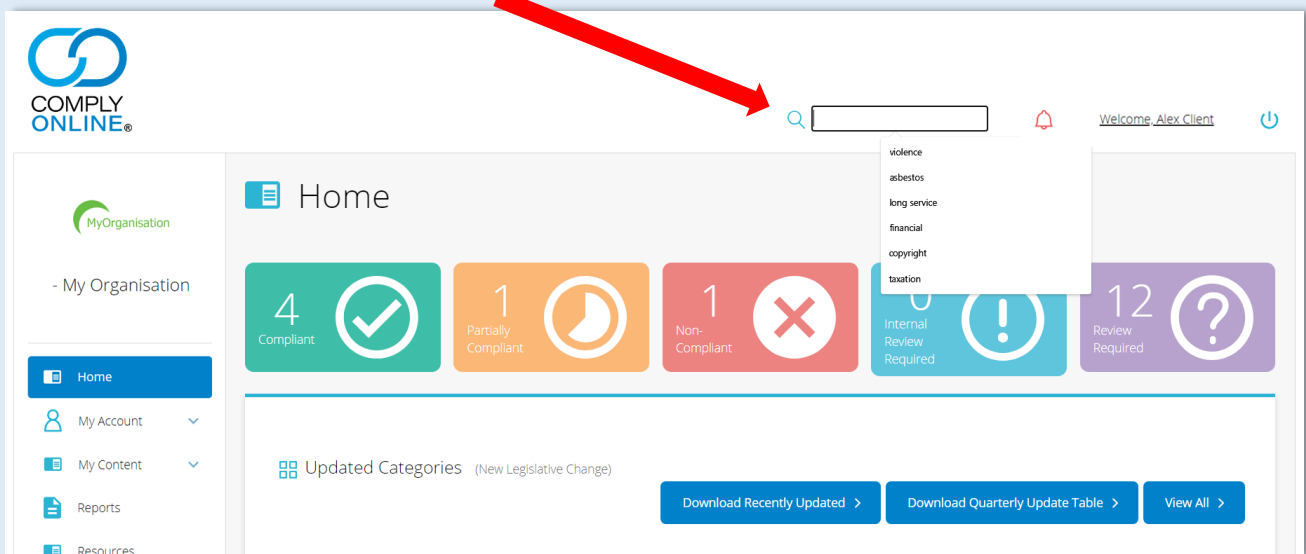 COMPLY
ONLINE®
Welcome, Alex Client
violence
asbestos
long service
financial
copyright
taxation
MyOrganisation
- My Organisation
Home
My Account
My Content
Reports
Resources
Home
4
Compliant
1
Partially
Compliant
1
Non-
Compliant
0
Internal
Review
Required
12
Review
Required
Updated Categories (New Legislative Change)
Download Recently Updated >
Download Quarterly Update Table >
View All >